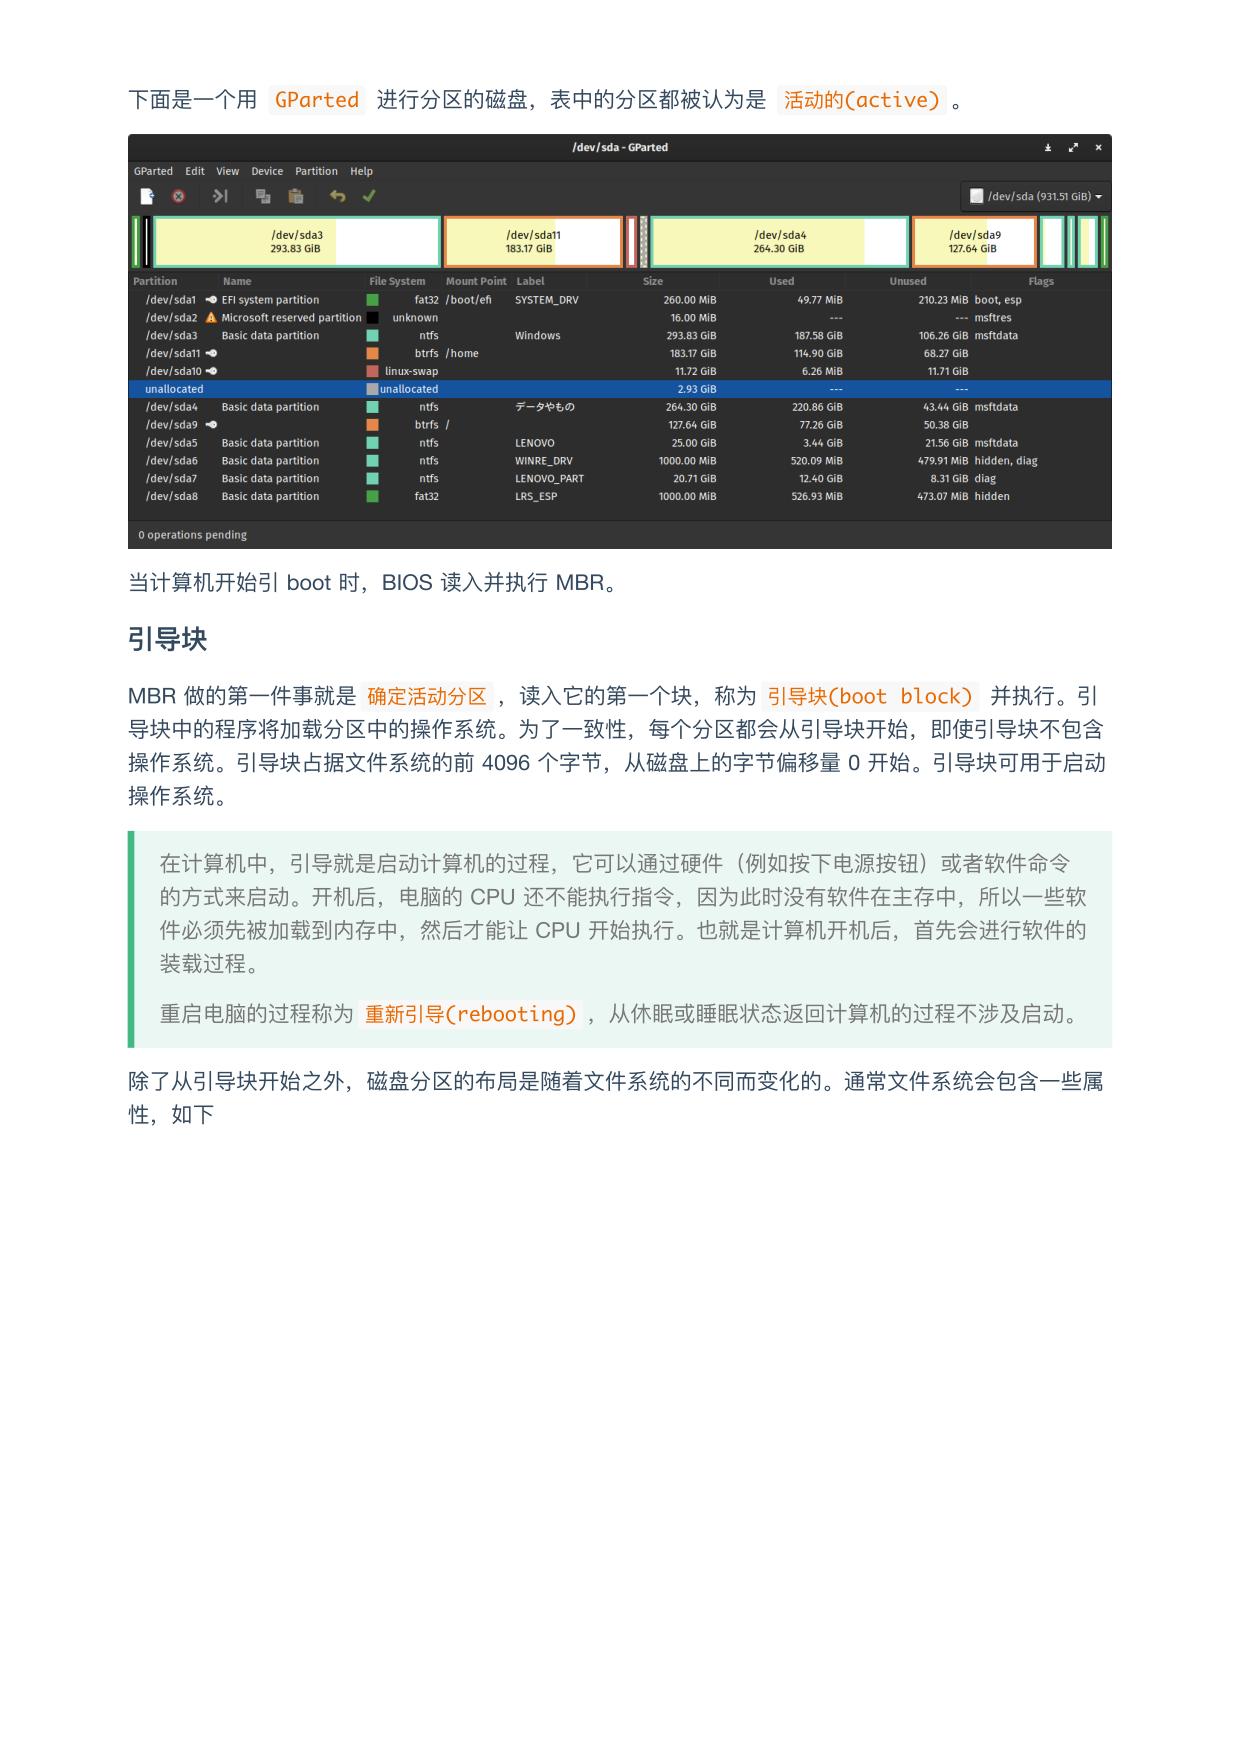 下面是一个用 GParted 进行分区的磁盘，表中的分区都被认为是 活动的(active) 。
/dev/sda - GParted
GParted Edit View Device Partition Help
/dev/sda (931.51 GiB)
/dev/sda3 /dev/sda11 /dev/sda4 /dev/sda9
293.83 GiB 183.17 GiB 264.30 GiB 127.64 GiB
Partition Name File System Mount Point Label Size Used Unused Flags
/dev/sda1 EFI system partition fat32 /boot/efi SYSTEM_DRV 260.00 MiB 49.77 MiB 210.23 MiB boot, esp
/dev/sda2 Microsoft reserved partition unknown 16.00 MiB --- --- msftres
/dev/sda3 Basic data partition ntfs Windows 293.83 GiB 187.58 GiB 106.26 GiB msftdata
/dev/sda11 btrfs /home 183.17 GiB 114.90 GiB 68.27 GiB
/dev/sda10 linux-swap 11.72 GiB 6.26 MiB 11.71 GiB
unallocated unallocated 2.93 GiB --- ---
/dev/sda4 Basic data partition ntfs データやもの 264.30 GiB 220.86 GiB 43.44 GiB msftdata
/dev/sda9 btrfs / 127.64 GiB 77.26 GiB 50.38 GiB
/dev/sda5 Basic data partition ntfs LENOVO 25.00 GiB 3.44 GiB 21.56 GiB msftdata
/dev/sda6 Basic data partition ntfs WINRE_DRV 1000.00 MiB 520.09 MiB 479.91 MiB hidden, diag
/dev/sda7 Basic data partition ntfs LENOVO_PART 20.71 GiB 12.40 GiB 8.31 GiB diag
/dev/sda8 Basic data partition fat32 LRS_ESP 1000.00 MiB 526.93 MiB 473.07 MiB hidden
0 operations pending
当计算机开始引 boot 时，BIOS 读入并执行 MBR。
引导块
MBR 做的第一件事就是 确定活动分区 ，读入它的第一个块，称为 引导块(boot block) 并执行。引
导块中的程序将加载分区中的操作系统。为了一致性，每个分区都会从引导块开始，即使引导块不包含
操作系统。引导块占据文件系统的前 4096 个字节，从磁盘上的字节偏移量 0 开始。引导块可用于启动
操作系统。
在计算机中，引导就是启动计算机的过程，它可以通过硬件（例如按下电源按钮）或者软件命令
的方式来启动。开机后，电脑的 CPU 还不能执行指令，因为此时没有软件在主存中，所以一些软
件必须先被加载到内存中，然后才能让 CPU 开始执行。也就是计算机开机后，首先会进行软件的
装载过程。
重启电脑的过程称为 重新引导(rebooting) ，从休眠或睡眠状态返回计算机的过程不涉及启动。
除了从引导块开始之外，磁盘分区的布局是随着文件系统的不同而变化的。通常文件系统会包含一些属
性，如下